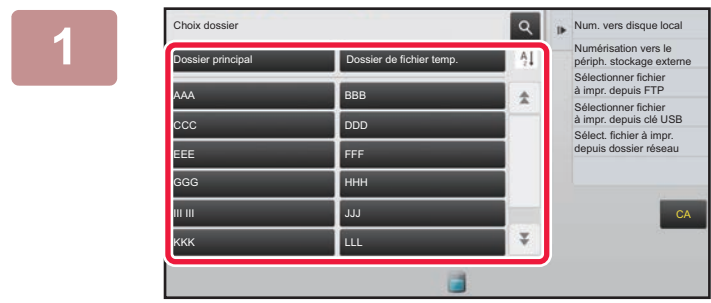 1
Choix dossier
Dossier principal
Dossier de fichier temp.
AAA
BBB
CCC
DDD
EEE
FFF
GGG
HHH
III III
JJJ
KKK
LLL
Num. vers disque local
Numérisation vers le
périph. stockage externe
Sélectionner fichier
à impr. depuis FTP
Sélectionner fichier
à impr. depuis clé USB
Sélect. fichier à impr.
depuis dossier réseau
CA